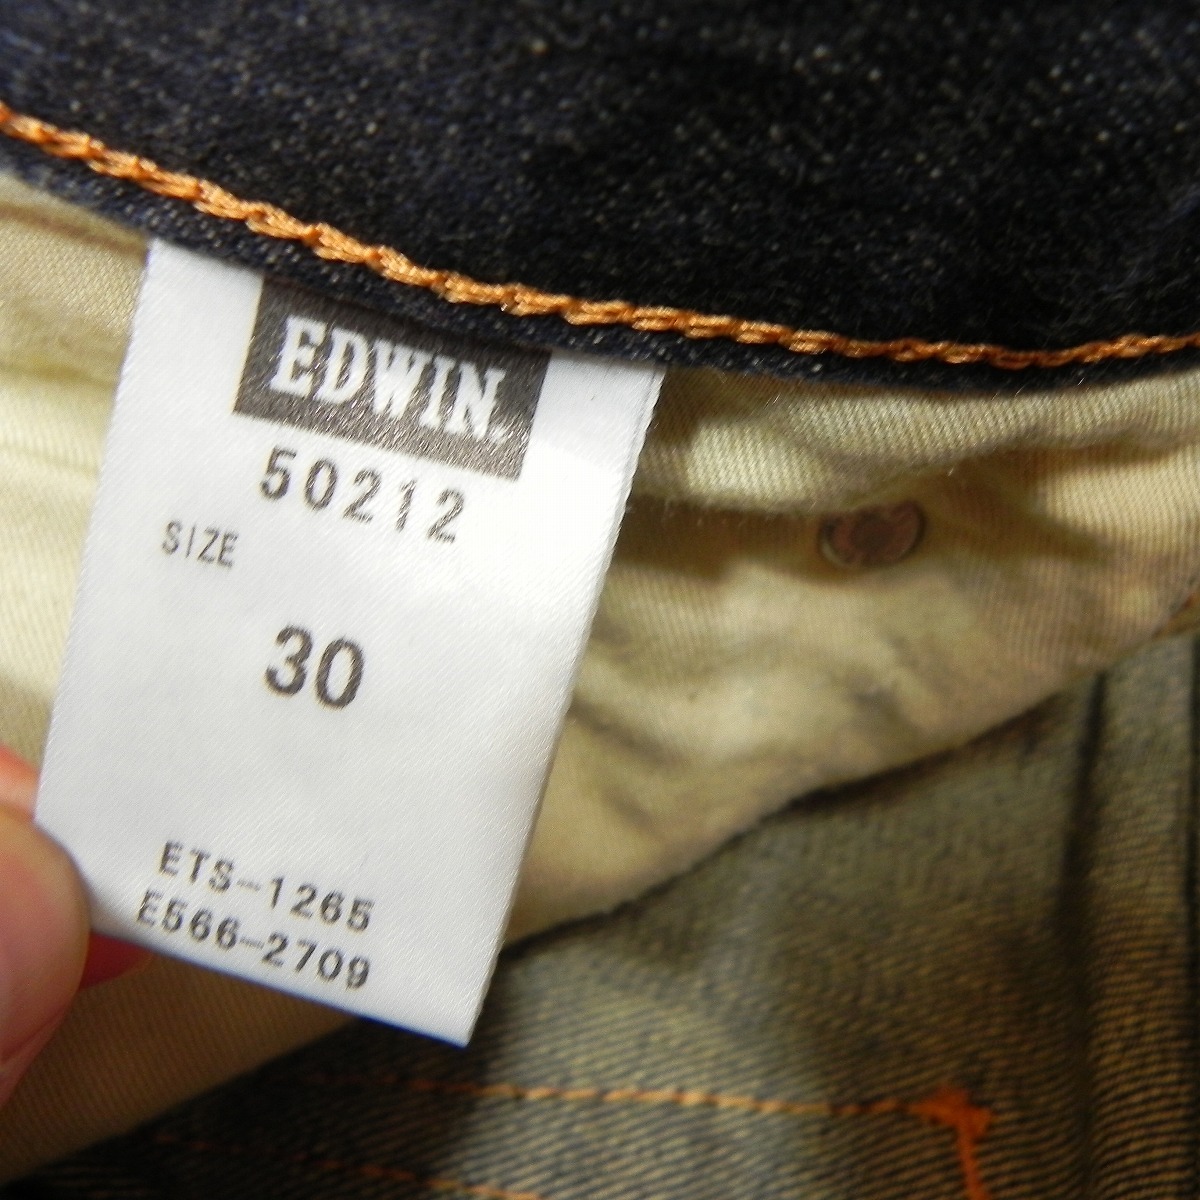 EDWIN
50212
SIZE
30
ETS-1265
E566-2709